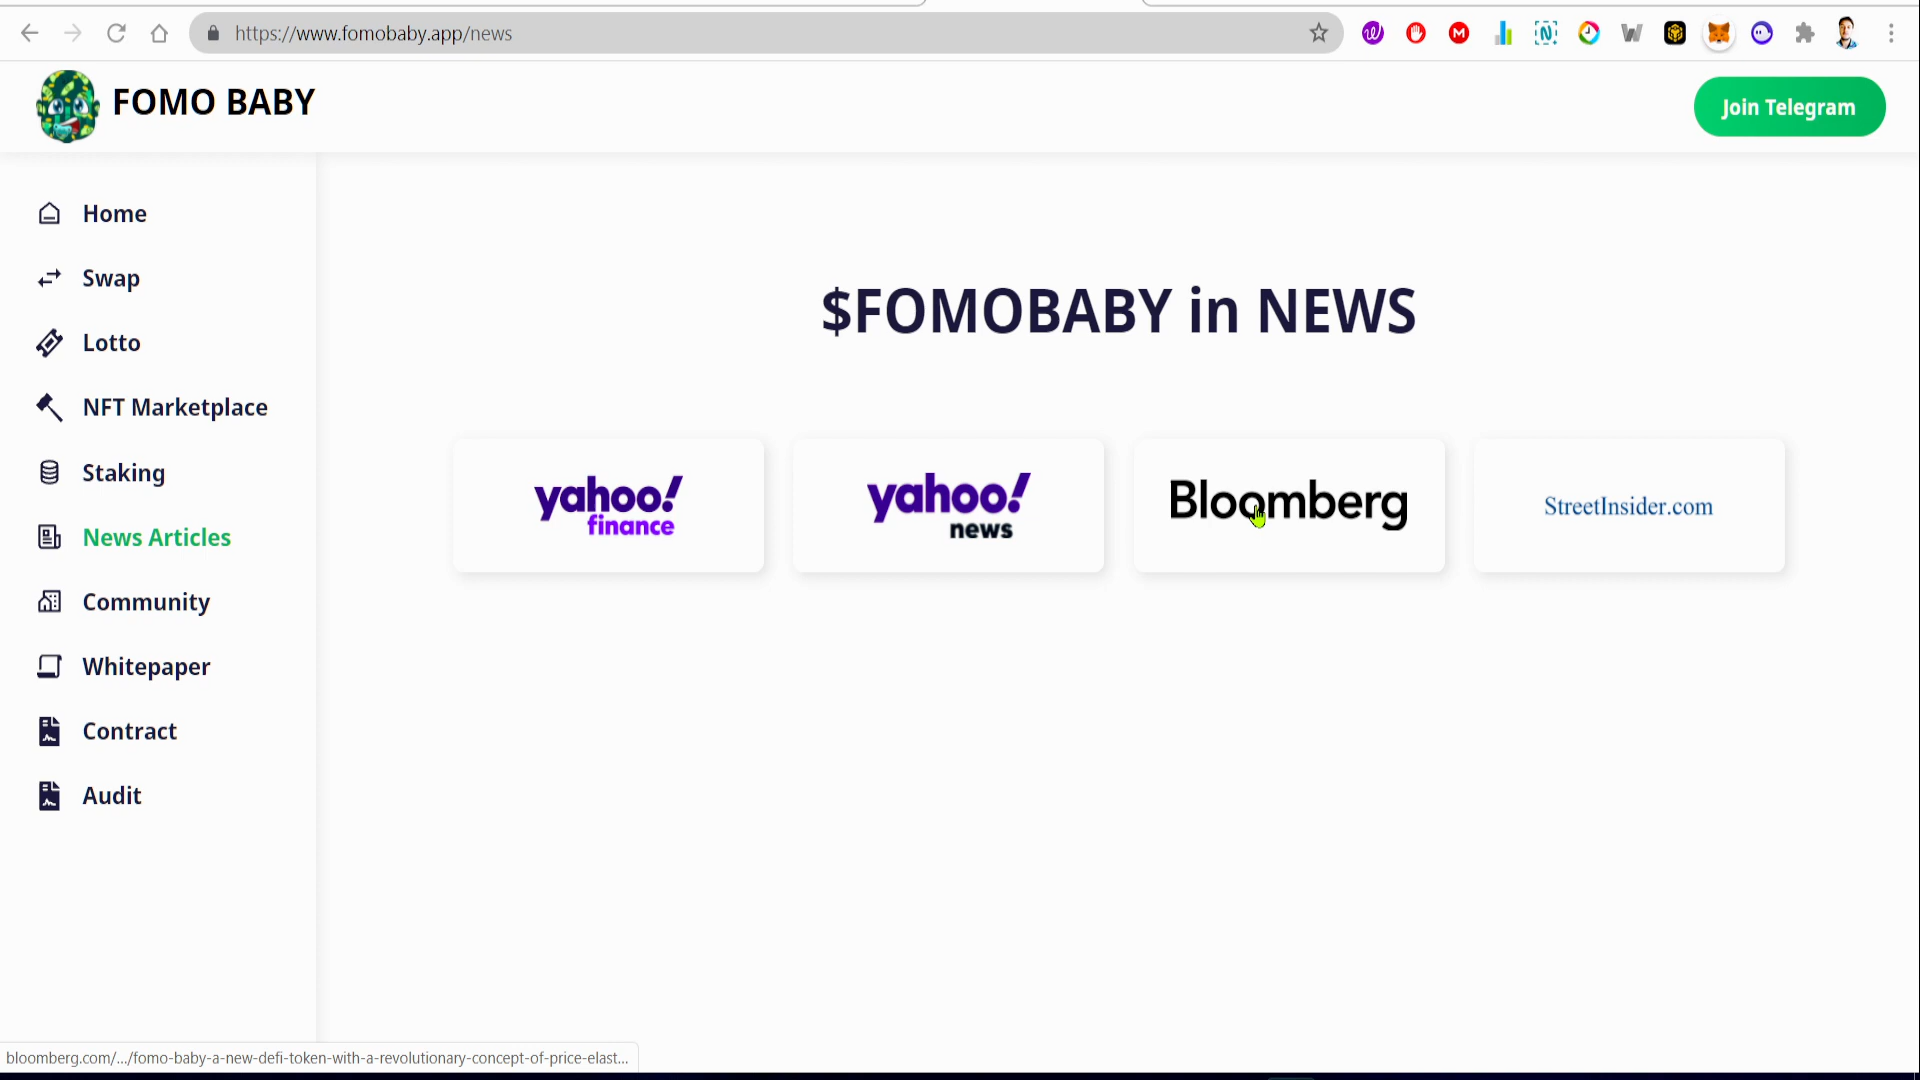 https://www.fomobaby.app/news
FOMO BABY
Join Telegram
Home
Swap
Lotto
NFT Marketplace
Staking
News Articles
Community
Whitepaper
Contract
Audit
$FOMOBABY in NEWS
yahoo!
finance
yahoo!
news
Bloomberg
StreetInsider.com
bloomberg.com/.../fomo-baby-a-new-defi-token-with-a-revolutionary-concept-of-price-elast...